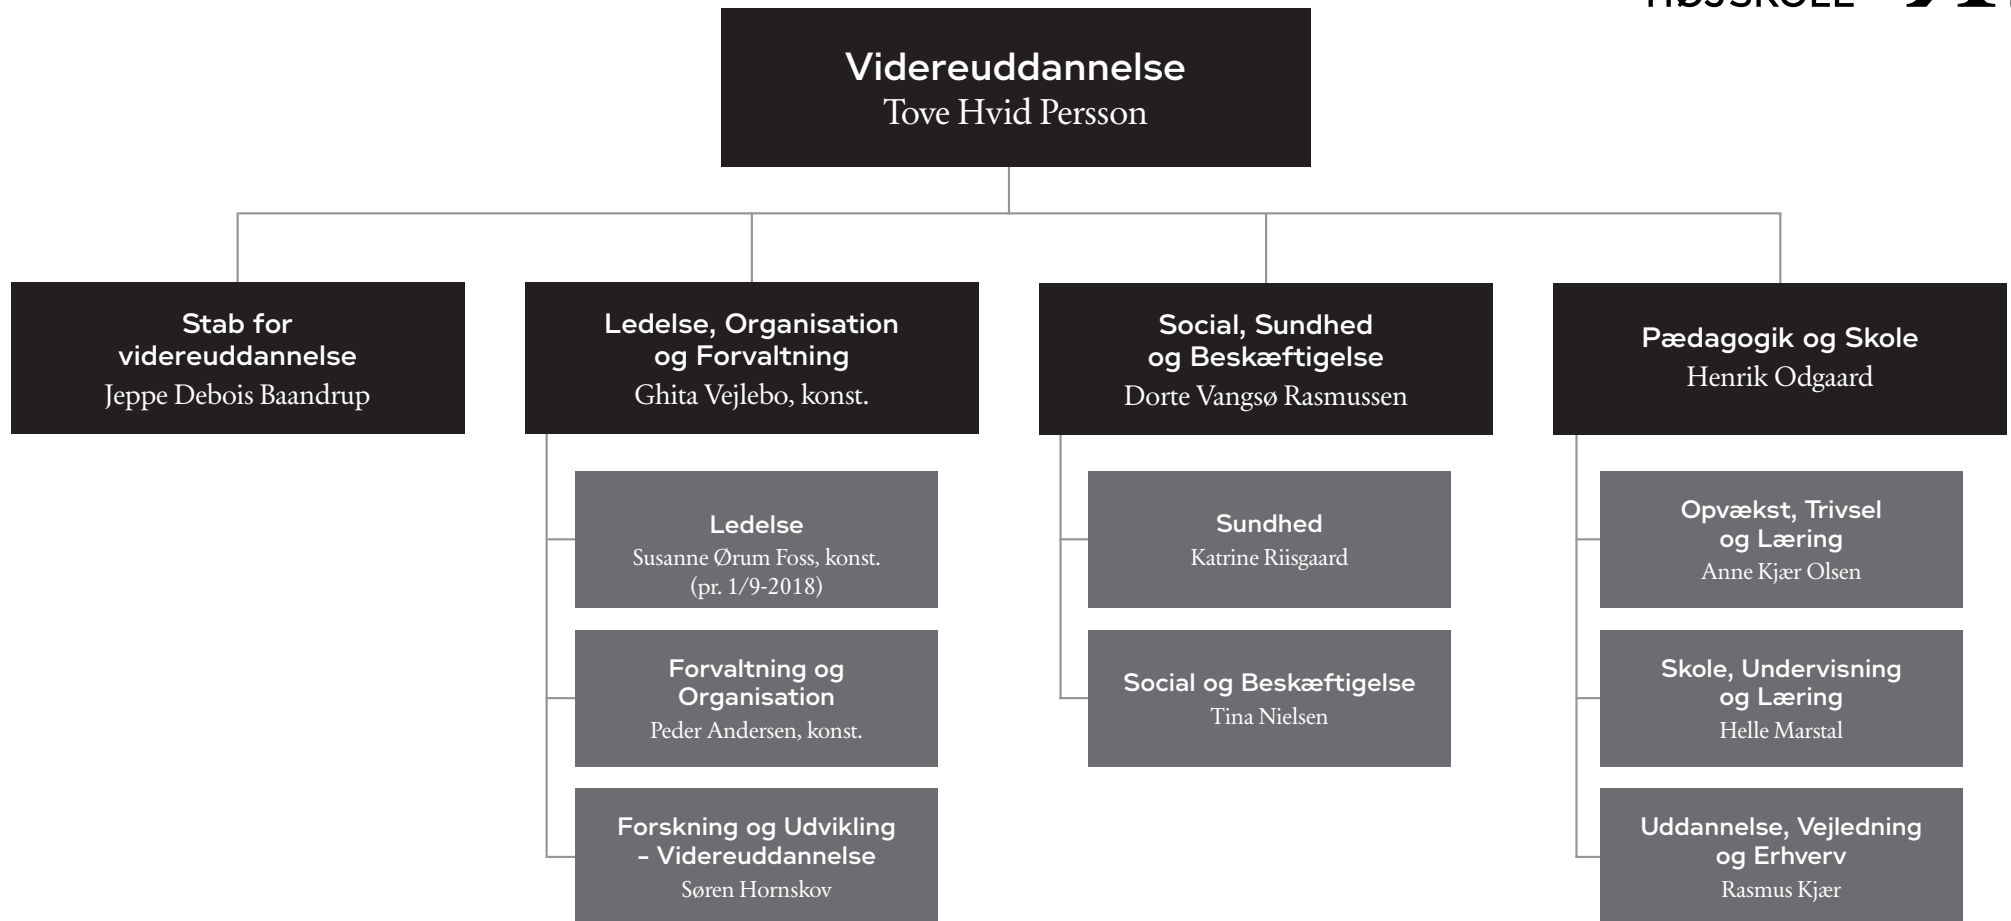 Videreuddannelse
Tove Hvid Persson
Stab for
videreuddannelse
Jeppe Debois Baandrup
Ledelse, Organisation
og Forvaltning
Ghita Vejlebo, konst.
Social, Sundhed
og Beskæftigelse
Dorte Vangsø Rasmussen
Pædagogik og Skole
Henrik Odgaard
Ledelse
Susanne Ørum Foss, konst.
(pr. 1/9-2018)
Forvaltning og
Organisation
Peder Andersen, konst.
Forskning og Udvikling
- Videreuddannelse
Søren Hornskov
Sundhed
Katrine Riisgaard
Social og Beskæftigelse
Tina Nielsen
Opvækst, Trivsel
og Læring
Anne Kjær Olsen
Skole, Undervisning
og Læring
Helle Marstal
Uddannelse, Vejledning
og Erhverv
Rasmus Kjær